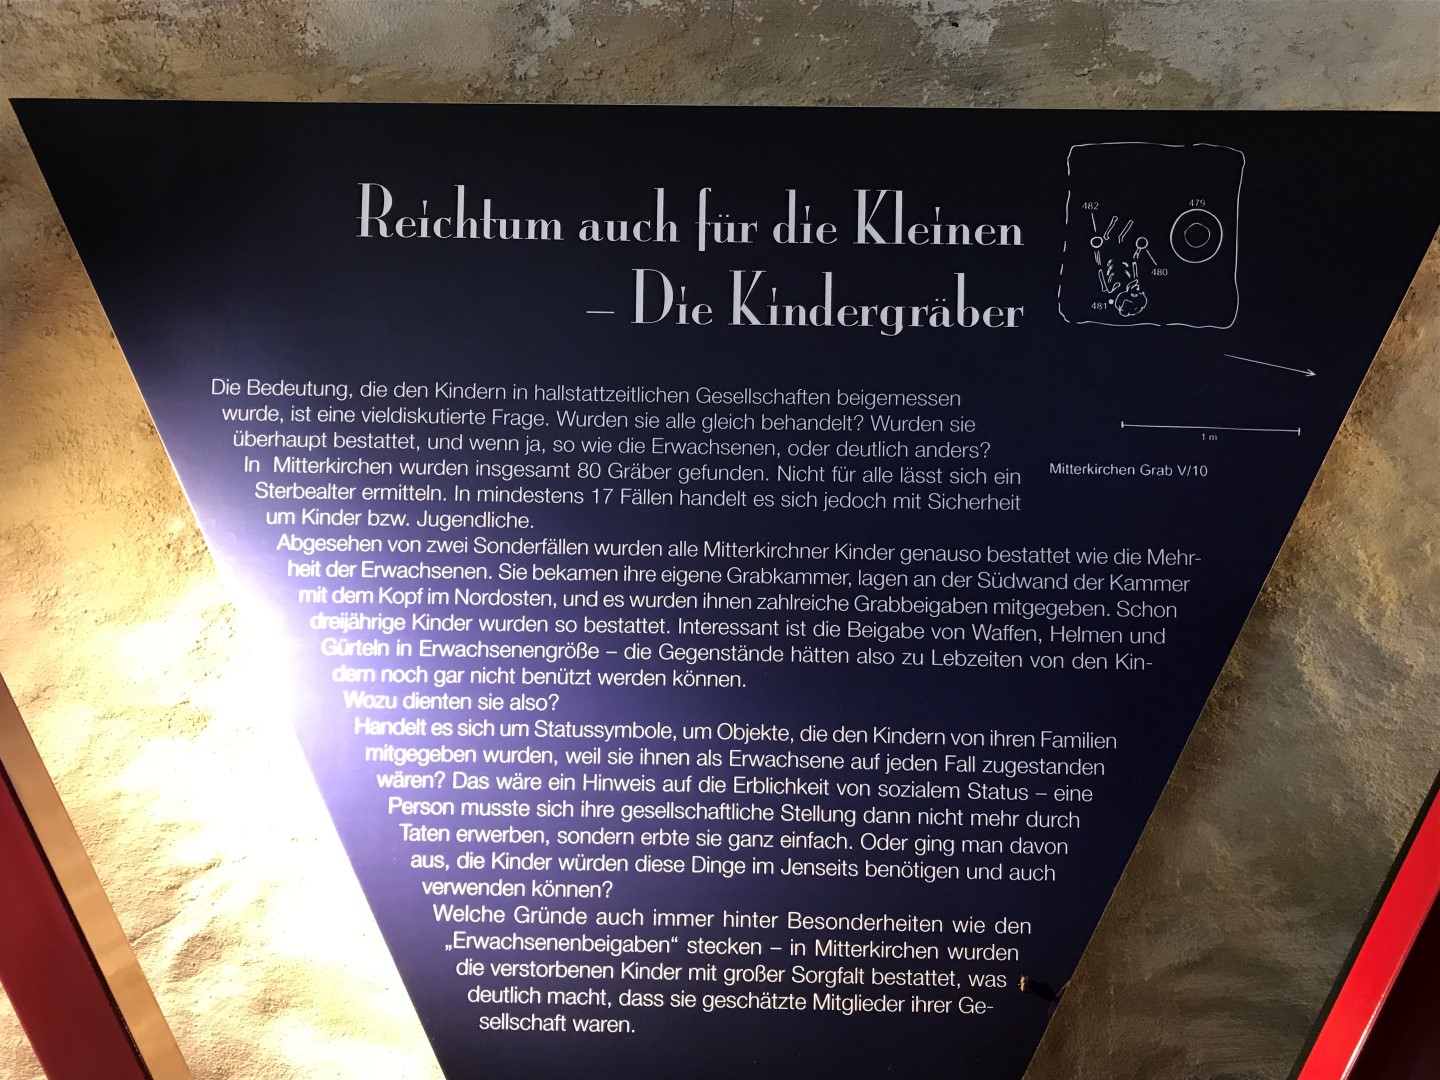 Reichtum auch für die Kleinen
– Die Kindergräber
482
479
480
481
1 m
Mitterkirchen Grab V/10
Die Bedeutung, die den Kindern in hallstattzeitlichen Gesellschaften beigemessen
wurde, ist eine vieldiskutierte Frage. Wurden sie alle gleich behandelt? Wurden sie
überhaupt bestattet, und wenn ja, so wie die Erwachsenen, oder deutlich anders?
In Mitterkirchen wurden insgesamt 80 Gräber gefunden. Nicht für alle lässt sich ein
Sterbealter ermitteln. In mindestens 17 Fällen handelt es sich jedoch mit Sicherheit
um Kinder bzw. Jugendliche.
Abgesehen von zwei Sonderfällen wurden alle Mitterkirchner Kinder genauso bestattet wie die Mehr-
heit der Erwachsenen. Sie bekamen ihre eigene Grabkammer, lagen an der Südwand der Kammer
mit dem Kopf im Nordosten, und es wurden ihnen zahlreiche Grabbeigaben mitgegeben. Schon
dreijährige Kinder wurden so bestattet. Interessant ist die Beigabe von Waffen, Helmen und
Gürteln in Erwachsenengröße – die Gegenstände hätten also zu Lebzeiten von den Kin-
dern noch gar nicht benützt werden können.
Wozu dienten sie also?
Handelt es sich um Statussymbole, um Objekte, die den Kindern von ihren Familien
mitgegeben wurden, weil sie ihnen als Erwachsene auf jeden Fall zugestanden
wären? Das wäre ein Hinweis auf die Erblichkeit von sozialem Status – eine
Person musste sich ihre gesellschaftliche Stellung dann nicht mehr durch
Taten erwerben, sondern erbte sie ganz einfach. Oder ging man davon
aus, die Kinder würden diese Dinge im Jenseits benötigen und auch
verwenden können?
Welche Gründe auch immer hinter Besonderheiten wie den
„Erwachsenenbeigaben“ stecken – in Mitterkirchen wurden
die verstorbenen Kinder mit großer Sorgfalt bestattet, was
deutlich macht, dass sie geschätzte Mitglieder ihrer Ge-
sellschaft waren.